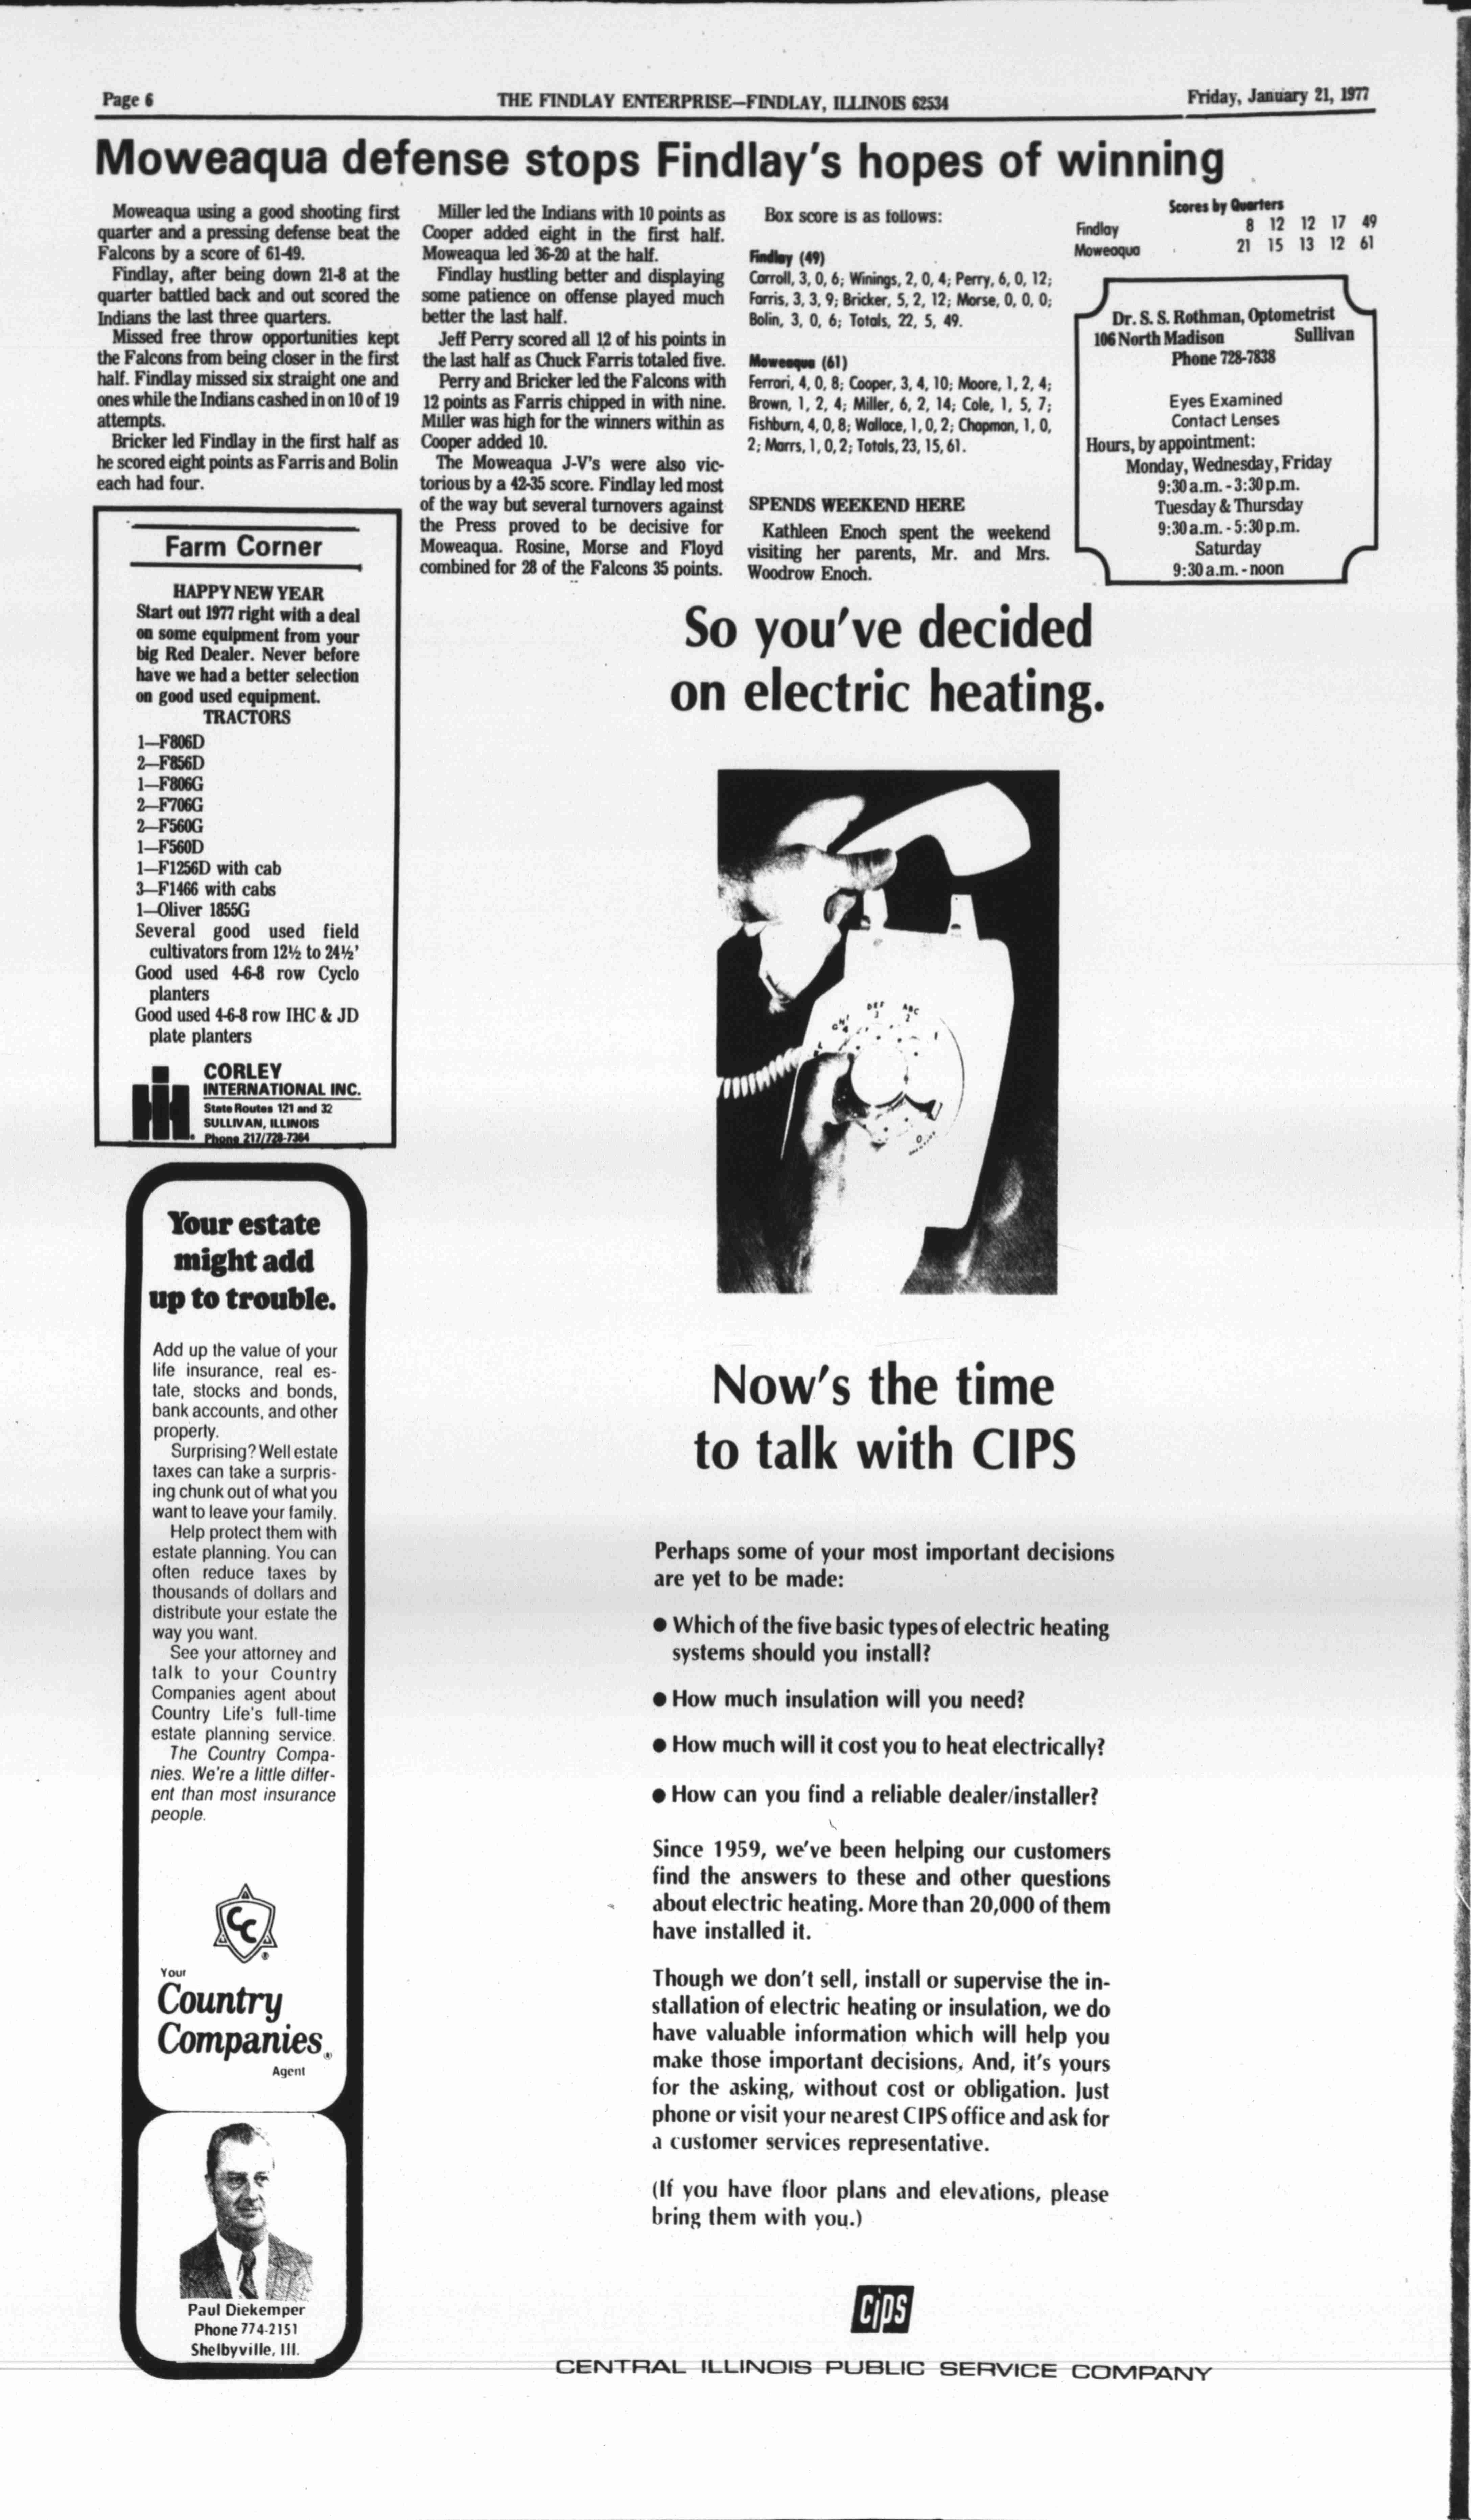 Page 6
THE FINDLAY ENTERPRISE—FINDLAY, ILLINOIS 62534
Friday, January 21, 1977
Moweaqua defense stops Findlay's hopes of winning
Moweaqua using a good shooting first
quarter and a pressing defense beat the
Falcons by a score of 61-49.
Findlay, after being down 21-8 at the
quarter battled back and out scored the
Indians the last three quarters.
Missed free throw opportunities kept
the Falcons from being closer in the first
half. Findlay missed six straight one and
ones while the Indians cashed in on 10 of 19
attempts.
Bricker led Findlay in the first half as
he scored eight points as Farris and Bolin
each had four.
Miller led the Indians with 10 points as
Cooper added eight in the first half.
Moweaqua led 36-20 at the half.
Findlay hustling better and displaying
some patience on offense played much
better the last half.
Jeff Perry scored all 12 of his points in
the last half as Chuck Farris totaled five.
Perry and Bricker led the Falcons with
12 points as Farris chipped in with nine.
Miller was high for the winners within as
Cooper added 10.
The Moweaqua J-V's were also vic-
torious by a 42-35 score. Findlay led most
of the way but several turnovers against
the Press proved to be decisive for
Moweaqua. Rosine, Morse and Floyd
combined for 28 of the Falcons 35 points.
Box score is as follows:
Findlay (49)
Carroll, 3, 0, 6; Winings, 2, 0, 4; Perry, 6, 0, 12;
Farris, 3, 3, 9; Bricker, 5, 2, 12; Morse, 0, 0, 0;
Bolin, 3, 0, 6; Totals, 22, 5, 49.
Moweaqua (61)
Ferrari, 4, 0, 8; Cooper, 3, 4, 10; Moore, 1, 2, 4;
Brown, 1, 2, 4; Miller, 6, 2, 14; Cole, 1, 5, 7;
Fishburn, 4, 0, 8; Wallace, 1, 0, 2; Chapman, 1, 0,
2; Marrs, 1, 0, 2; Totals, 23, 15, 61.
SPENDS WEEKEND HERE
Kathleen Enoch spent the weekend
visiting her parents, Mr. and Mrs.
Woodrow Enoch.
Scores by Quarters
Findlay 8 12 12 17 49
Moweaqua 21 15 13 12 61
Dr. S. S. Rothman, Optometrist
106 North Madison Sullivan
Phone 728-7838
Eyes Examined
Contact Lenses
Hours, by appointment:
Monday, Wednesday, Friday
9:30 a.m. - 3:30 p.m.
Tuesday & Thursday
9:30 a.m. - 5:30 p.m.
Saturday
9:30 a.m. - noon
Farm Corner
HAPPY NEW YEAR
Start out 1977 right with a deal
on some equipment from your
big Red Dealer. Never before
have we had a better selection
on good used equipment.
TRACTORS
1—F806D
2—F856D
1—F806G
2—F706G
2—F560G
1—F560D
1—F1256D with cab
3—F1466 with cabs
1—Oliver 1855G
Several good used field
cultivators from 12½ to 24½'
Good used 4-6-8 row Cyclo
planters
Good used 4-6-8 row IHC & JD
plate planters
CORLEY
INTERNATIONAL INC.
State Routes 121 and 32
SULLIVAN, ILLINOIS
Phone 217/728-7364
Your estate
might add
up to trouble.
Add up the value of your
life insurance, real es-
tate, stocks and bonds,
bank accounts, and other
property.
Surprising? Well estate
taxes can take a surpris-
ing chunk out of what you
want to leave your family.
Help protect them with
estate planning. You can
often reduce taxes by
thousands of dollars and
distribute your estate the
way you want.
See your attorney and
talk to your Country
Companies agent about
Country Life's full-time
estate planning service.
The Country Compa-
nies. We're a little differ-
ent than most insurance
people.
CC
Your
Country
Companies®
Agent
Paul Diekemper
Phone 774-2151
Shelbyville, Ill.
So you've decided
on electric heating.
DEF
3
ABC
2
1
GHI
4
L
O
Now's the time
to talk with CIPS
Perhaps some of your most important decisions
are yet to be made:
● Which of the five basic types of electric heating
systems should you install?
● How much insulation will you need?
● How much will it cost you to heat electrically?
● How can you find a reliable dealer/installer?
Since 1959, we've been helping our customers
find the answers to these and other questions
about electric heating. More than 20,000 of them
have installed it.
Though we don't sell, install or supervise the in-
stallation of electric heating or insulation, we do
have valuable information which will help you
make those important decisions. And, it's yours
for the asking, without cost or obligation. Just
phone or visit your nearest CIPS office and ask for
a customer services representative.
(If you have floor plans and elevations, please
bring them with you.)
CIPS
CENTRAL ILLINOIS PUBLIC SERVICE COMPANY